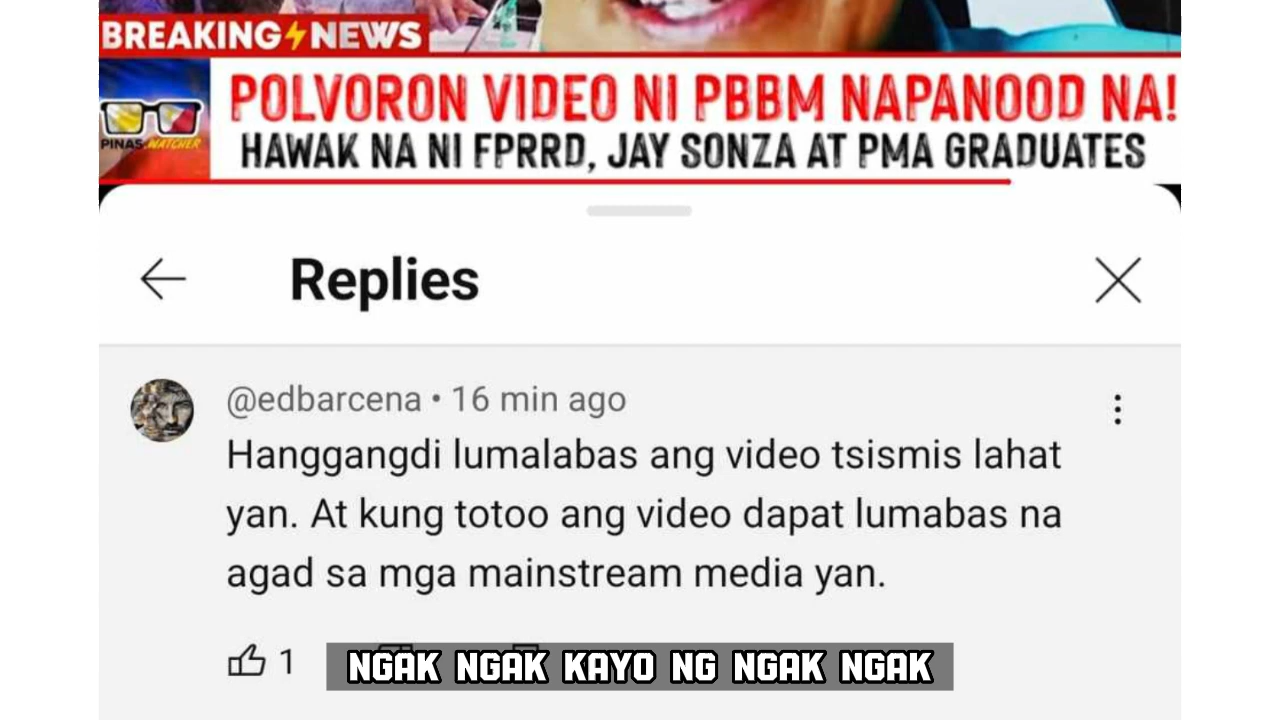 BREAKING⚡NEWS
PINAS WATCHER
POLVORON VIDEO NI PBBM NAPANOOD NA!
HAWAK NA NI FPRRD, JAY SONZA AT PMA GRADUATES
Replies
@edbarcena • 16 min ago
Hanggangdi lumalabas ang video tsismis lahat
yan. At kung totoo ang video dapat lumabas na
agad sa mga mainstream media yan.
1
NGAK NGAK KAYO NG NGAK NGAK